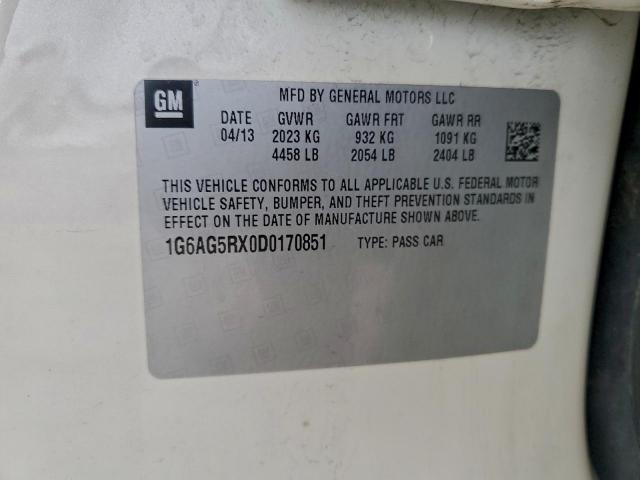 GM
MFD BY GENERAL MOTORS LLC
DATE GVWR GAWR FRT GAWR RR
04/13 2023 KG 932 KG 1091 KG
4458 LB 2054 LB 2404 LB
THIS VEHICLE CONFORMS TO ALL APPLICABLE U.S. FEDERAL MOTOR
VEHICLE SAFETY, BUMPER, AND THEFT PREVENTION STANDARDS IN
EFFECT ON THE DATE OF MANUFACTURE SHOWN ABOVE.
1G6AG5RX0D0170851 TYPE: PASS CAR